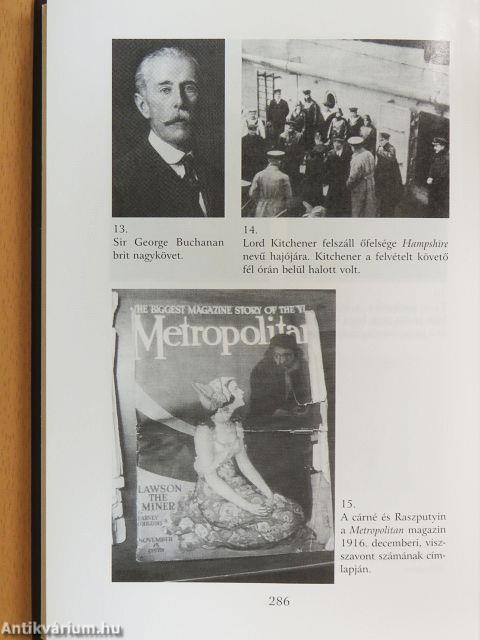 13.
Sir George Buchanan
brit nagykövet.
14.
Lord Kitchener felszáll őfelsége Hampshire
nevű hajójára. Kitchener a felvételt követő
fél órán belül halott volt.
THE BIGGEST MAGAZINE STORY OF THE
Metropolitan
LAWSON
THE
MINER
NOVEMBER
15.
A cárné és Raszputyin
a Metropolitan magazin
1916. decemberi, visz-
szavont számának cím-
lapján.
286
Antikvárium.hu